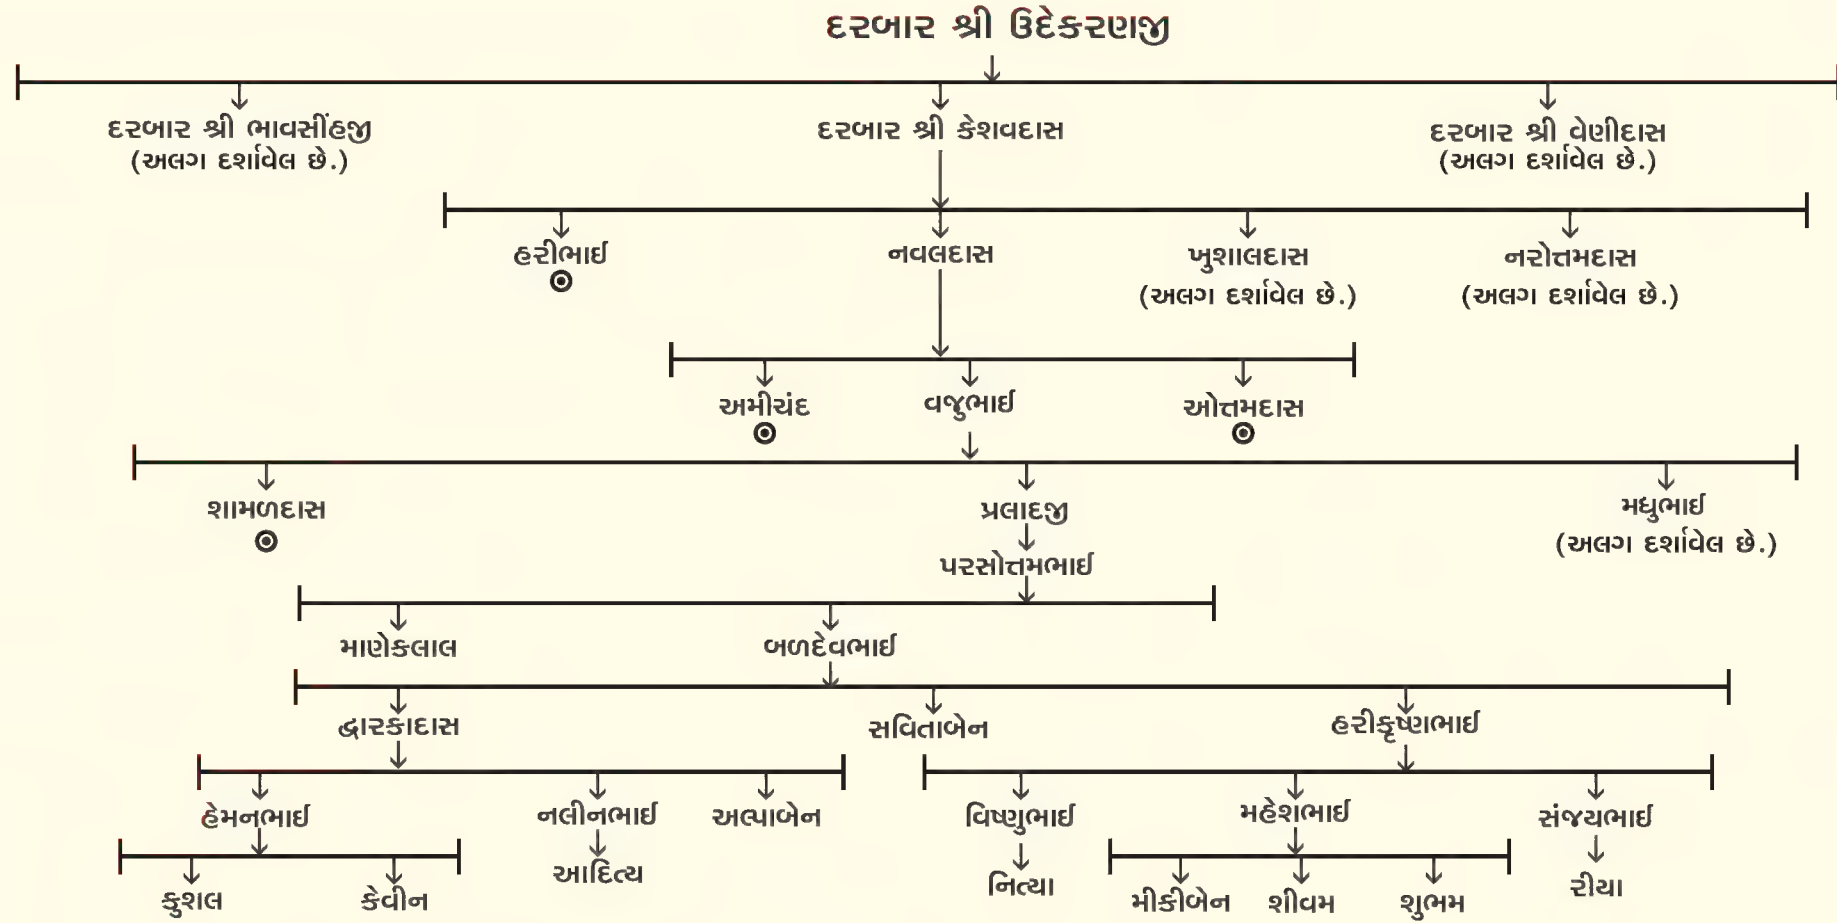 દરબાર શ્રી ઉદેકરણજી
દરબાર શ્રી ભાવસીંહજી
(અલગ દર્શાવેલ છે.)
દરબાર શ્રી કેશવદાસ
દરબાર શ્રી વેણીદાસ
(અલગ દર્શાવેલ છે.)
હરીભાઈ
નવલદાસ
ખુશાલદાસ
(અલગ દર્શાવેલ છે.)
નરોત્તમદાસ
(અલગ દર્શાવેલ છે.)
અમીચંદ
વજુભાઈ
ઓત્તમદાસ
શામળદાસ
પ્રલાદજી
મધુભાઈ
(અલગ દર્શાવેલ છે.)
પરસોત્તમભાઈ
માણેકલાલ
બળદેવભાઈ
દ્વારકાદાસ
સવિતાબેન
હરીકૃષ્ણભાઈ
હેમનભાઈ
નલીનભાઈ
અલ્પાબેન
વિષ્ણુભાઈ
મહેશભાઈ
સંજયભાઈ
કુશલ
કેવીન
આદિત્ય
નિત્યા
મીકીબેન
શીવમ
શુભમ
રીયા